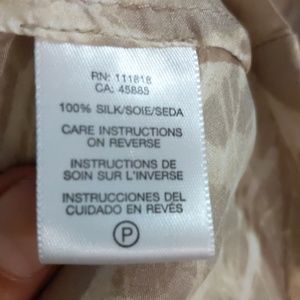 RN: 111818
CA: 45885
100% SILK/SOIE/SEDA
CARE INSTRUCTIONS
ON REVERSE
INSTRUCTIONS DE
SOIN SUR L'INVERSE
INSTRUCCIONES DEL
CUIDADO EN REVÉS
P